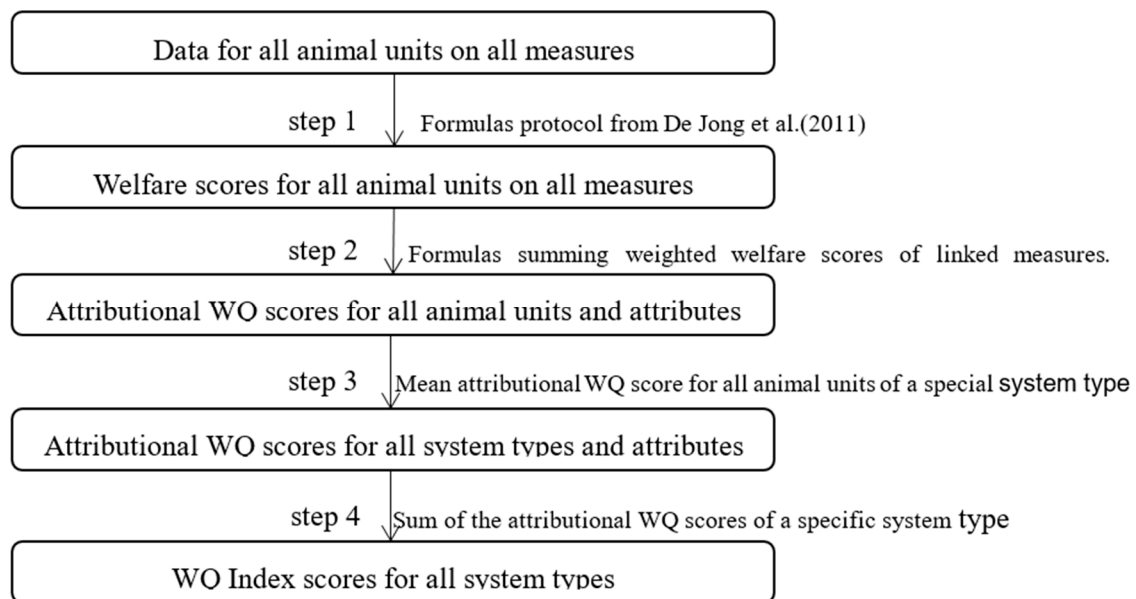 Data for all animal units on all measures
step 1
Formulas protocol from De Jong et al.(2011)
Welfare scores for all animal units on all measures
step 2
Formulas summing weighted welfare scores of linked measures.
Attributional WQ scores for all animal units and attributes
step 3
Mean attributional WQ score for all animal units of a special system type
Attributional WQ scores for all system types and attributes
step 4
Sum of the attributional WQ scores of a specific system type
WQ Index scores for all system types